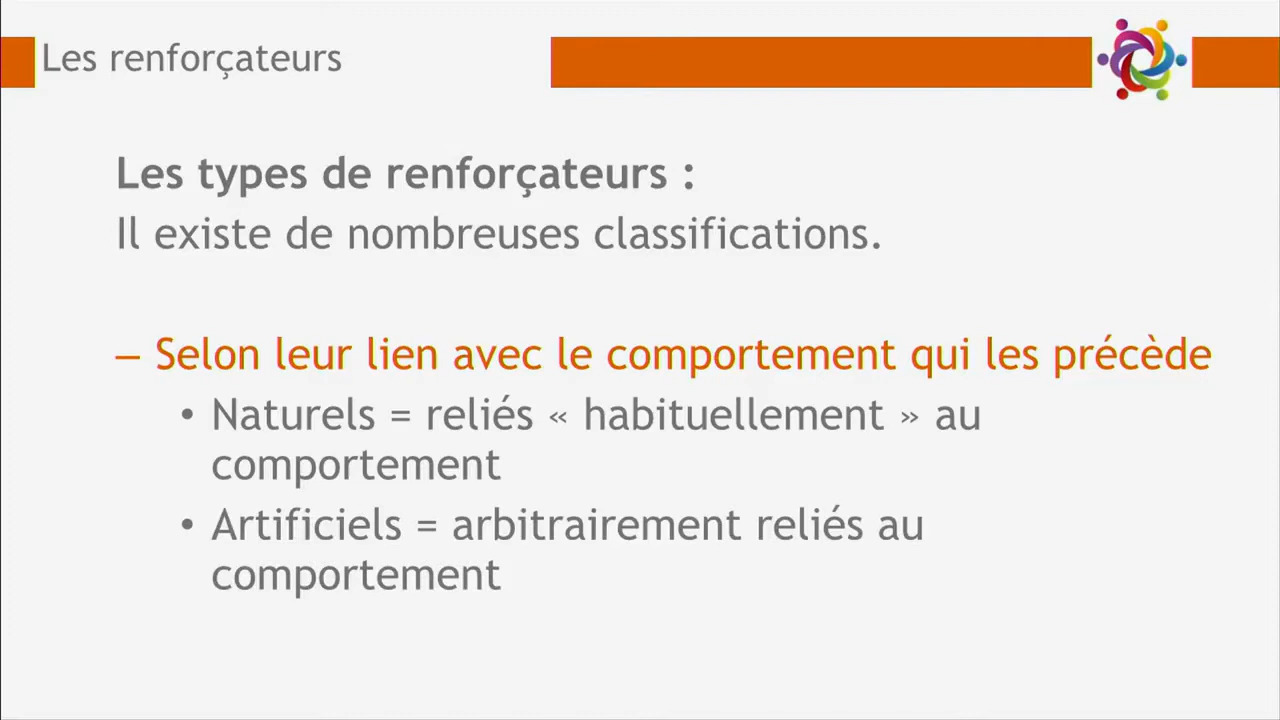 Les renforçateurs
Les types de renforçateurs :
Il existe de nombreuses classifications.
– Selon leur lien avec le comportement qui les précède
• Naturels = reliés « habituellement » au
comportement
• Artificiels = arbitrairement reliés au
comportement